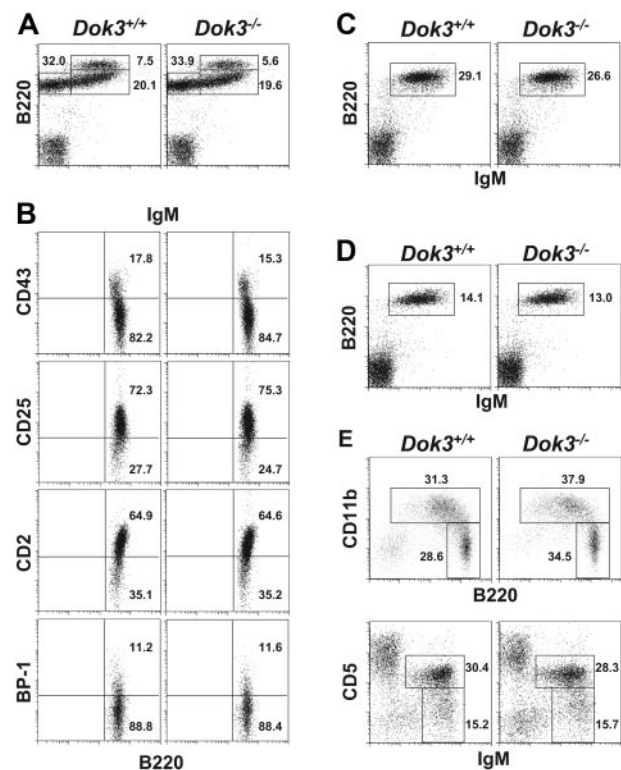 A
Dok3+/+
Dok3-/-
32.0
7.5
20.1
33.9
5.6
19.6
B220
IgM
B
17.8
82.2
15.3
84.7
CD43
72.3
27.7
75.3
24.7
CD25
64.9
35.1
64.6
35.2
CD2
11.2
88.8
11.6
88.4
BP-1
B220
C
Dok3+/+
Dok3-/-
29.1
26.6
B220
IgM
D
Dok3+/+
Dok3-/-
14.1
13.0
B220
IgM
E
Dok3+/+
Dok3-/-
31.3
28.6
37.9
34.5
CD11b
B220
30.4
15.2
28.3
15.7
CD5
IgM